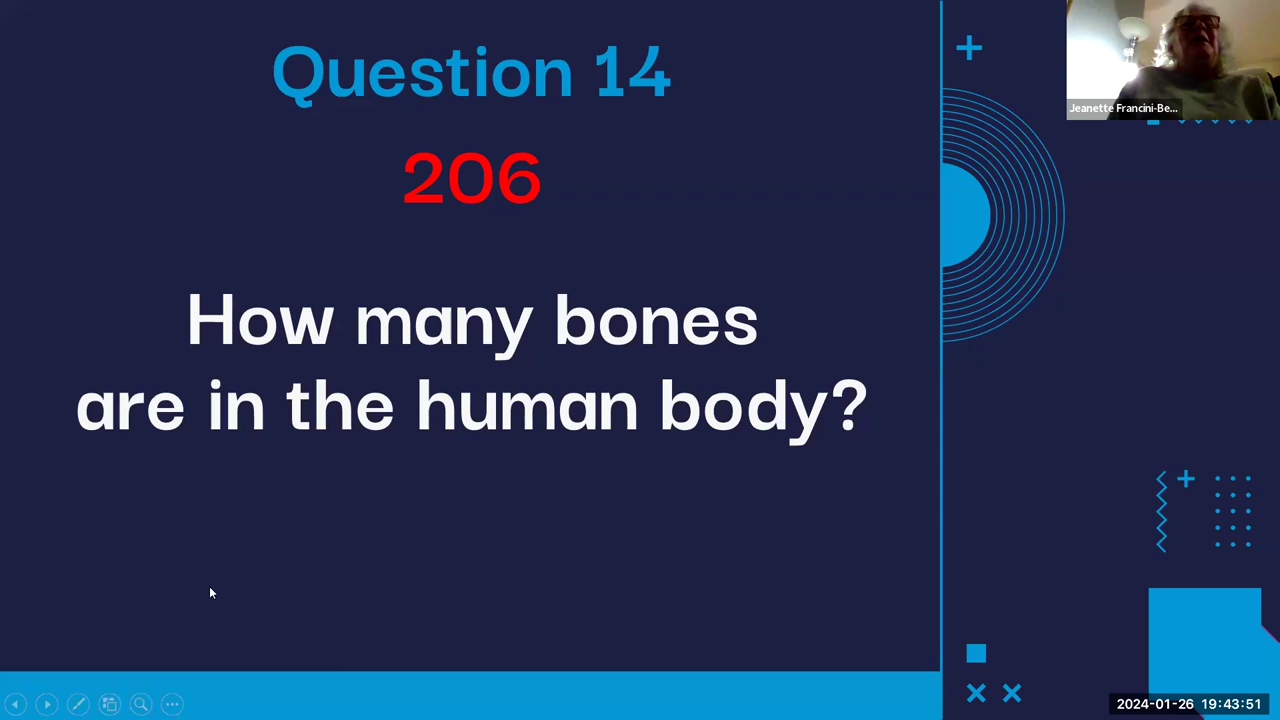 Question 14
206
How many bones
are in the human body?
Jeanette Francini-Be...
2024-01-26 19:43:51